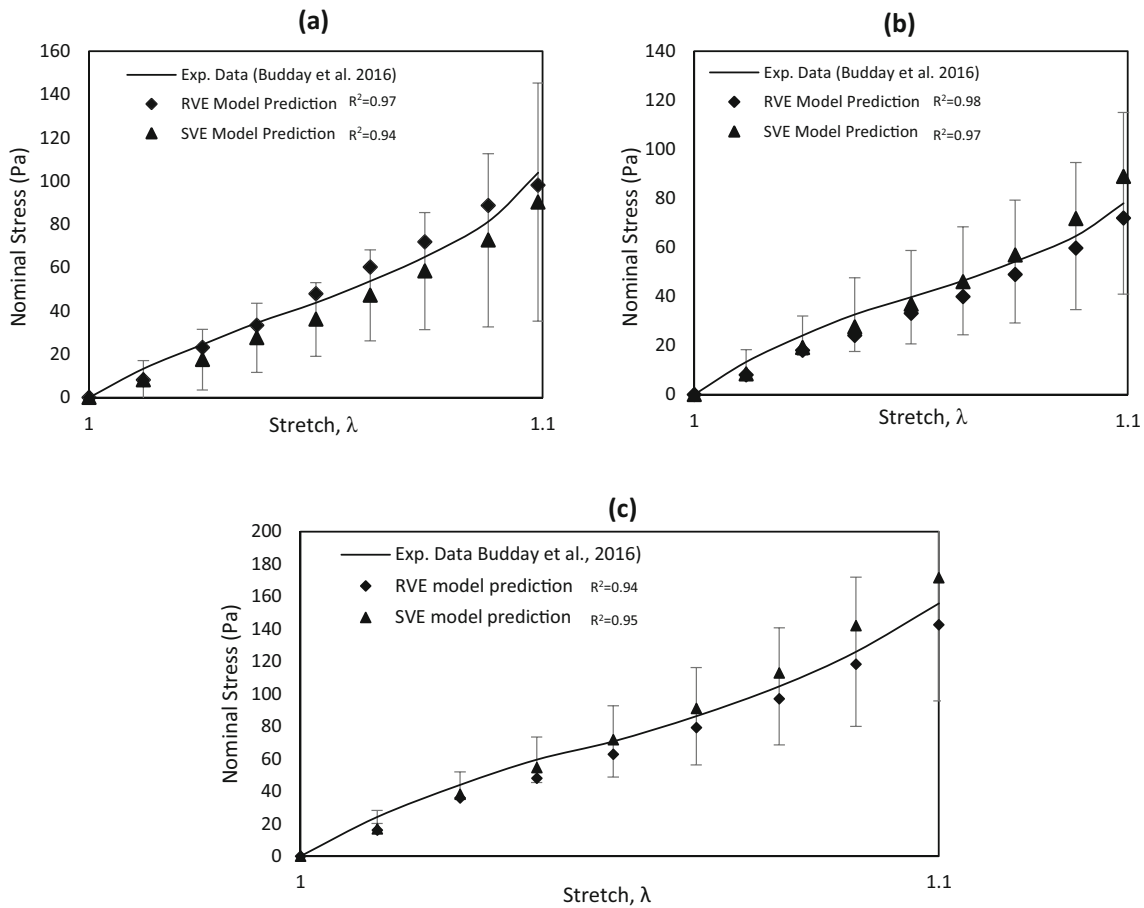 (a)
160
140
120
100
80
60
40
20
0
Nominal Stress (Pa)
Exp. Data (Budday et al. 2016)
RVE Model Prediction R²=0.97
SVE Model Prediction R²=0.94
1
Stretch, λ
1.1
(b)
140
120
100
80
60
40
20
0
Nominal Stress (Pa)
Exp. Data (Budday et al. 2016)
RVE Model Prediction R²=0.98
SVE Model Prediction R²=0.97
1
Stretch, λ
1.1
(c)
200
180
160
140
120
100
80
60
40
20
0
Nominal Stress (Pa)
Exp. Data Budday et al., 2016)
RVE model prediction R²=0.94
SVE model prediction R²=0.95
1
Stretch, λ
1.1